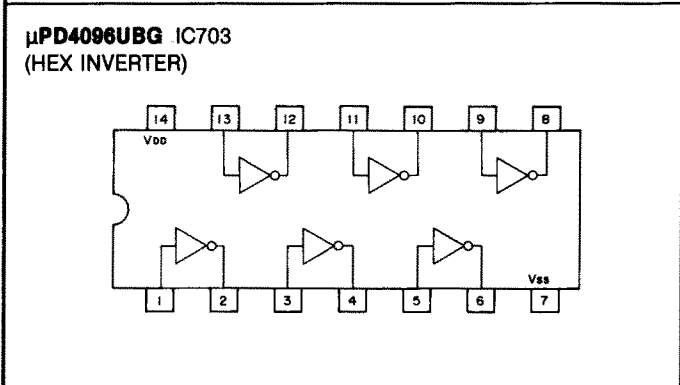 μPD4096UBG IC703
(HEX INVERTER)
14 13 12 11 10 9 8
VDD
Vss
1 2 3 4 5 6 7